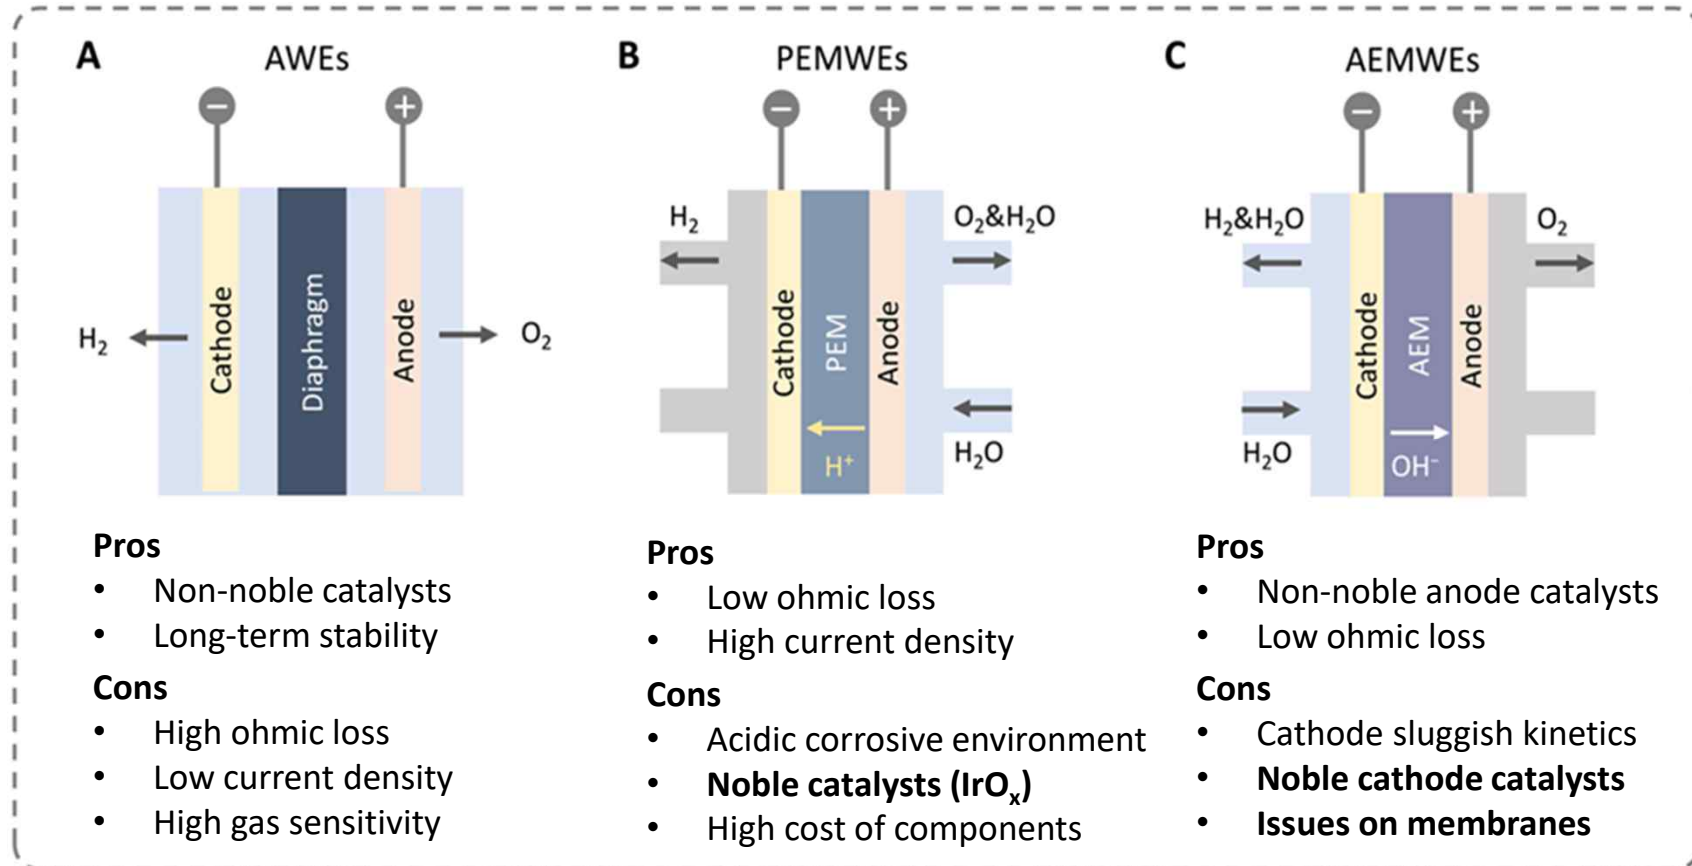 A
AWEs
−
+
H₂
Cathode
Diaphragm
Anode
O₂
Pros
• Non-noble catalysts
• Long-term stability
Cons
• High ohmic loss
• Low current density
• High gas sensitivity
B
PEMWEs
−
+
H₂
O₂&H₂O
Cathode
PEM
Anode
H⁺
H₂O
Pros
• Low ohmic loss
• High current density
Cons
• Acidic corrosive environment
• Noble catalysts (IrOₓ)
• High cost of components
C
AEMWEs
−
+
H₂&H₂O
O₂
Cathode
AEM
Anode
H₂O
OH⁻
Pros
• Non-noble anode catalysts
• Low ohmic loss
Cons
• Cathode sluggish kinetics
• Noble cathode catalysts
• Issues on membranes